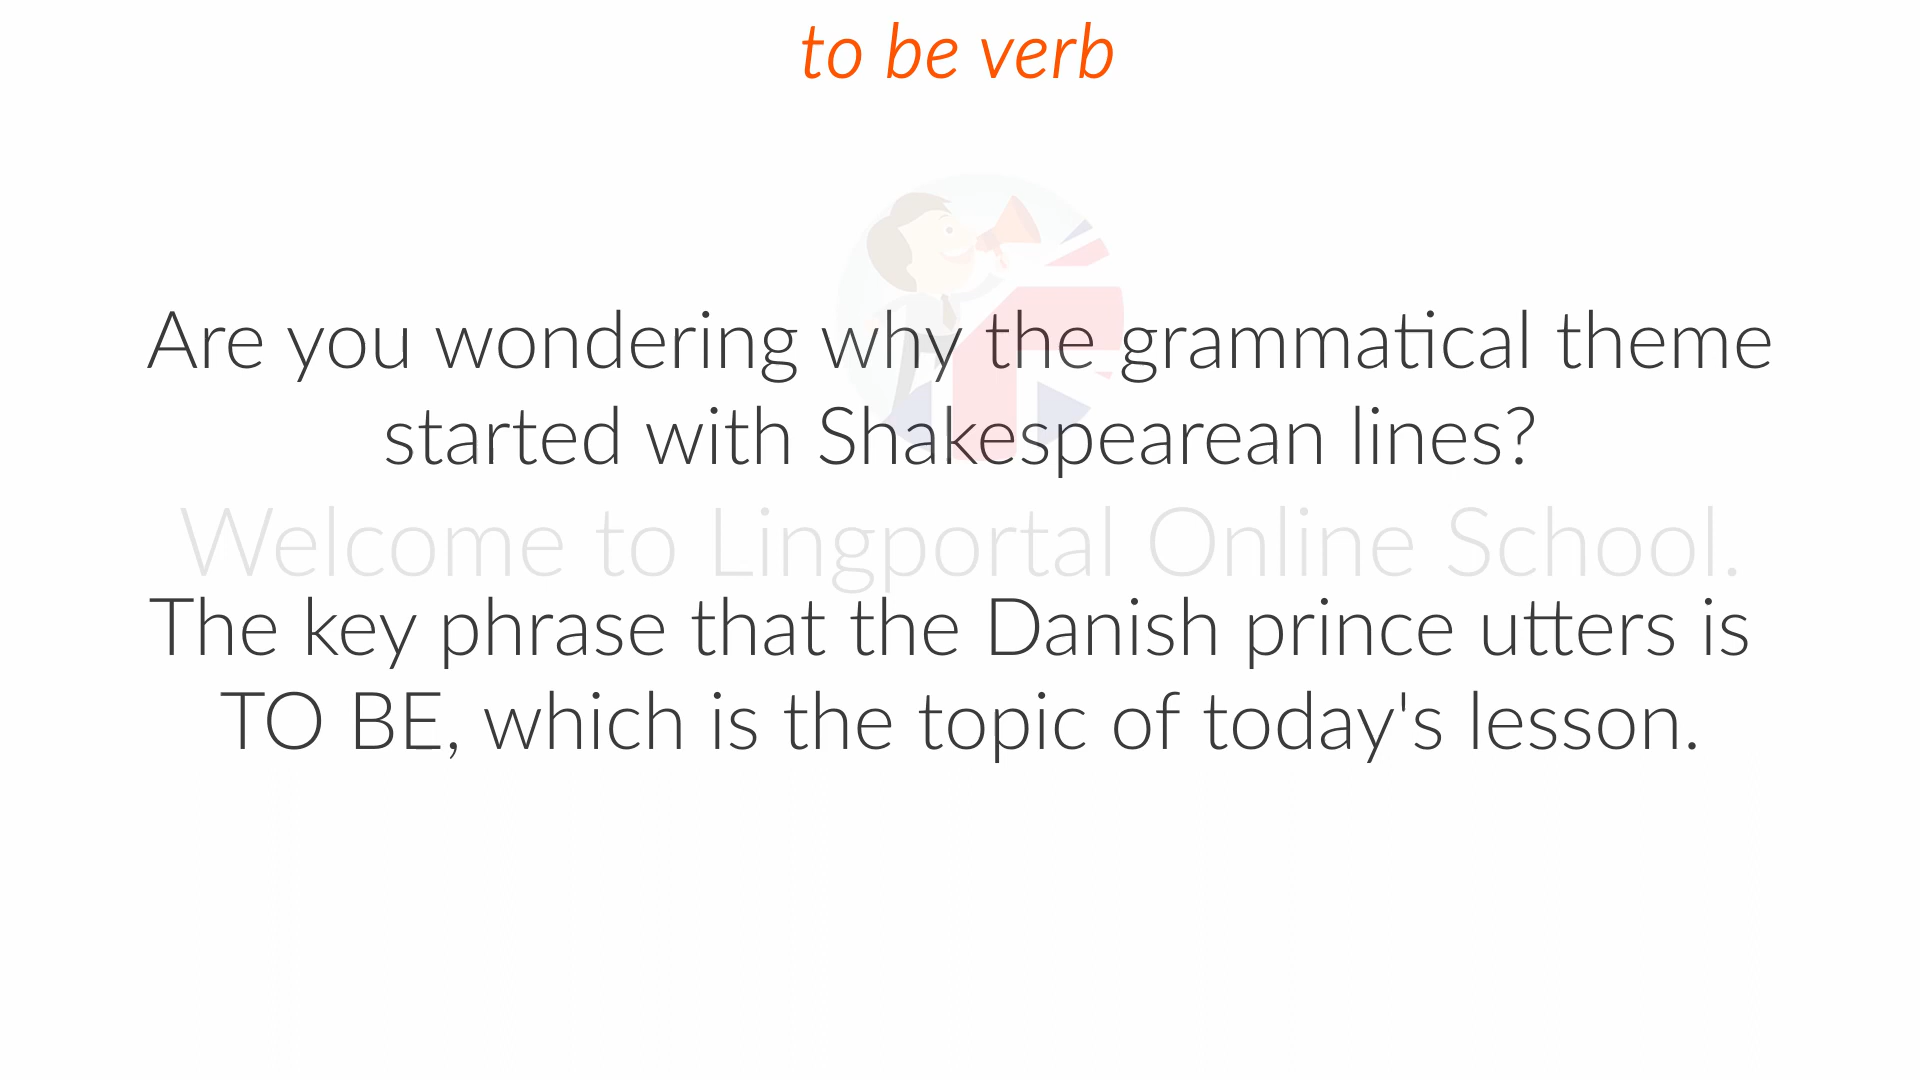 to be verb
Are you wondering why the grammatical theme
started with Shakespearean lines?
Welcome to Lingportal Online School.
The key phrase that the Danish prince utters is
TO BE, which is the topic of today's lesson.